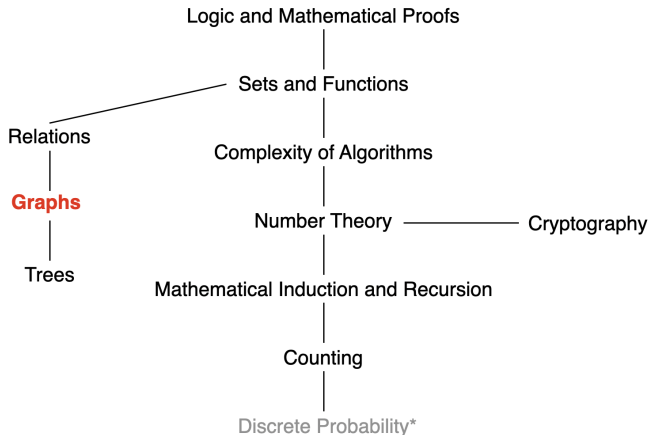 Logic and Mathematical Proofs
Sets and Functions
Relations
Complexity of Algorithms
Graphs
Number Theory
Cryptography
Trees
Mathematical Induction and Recursion
Counting
Discrete Probability*